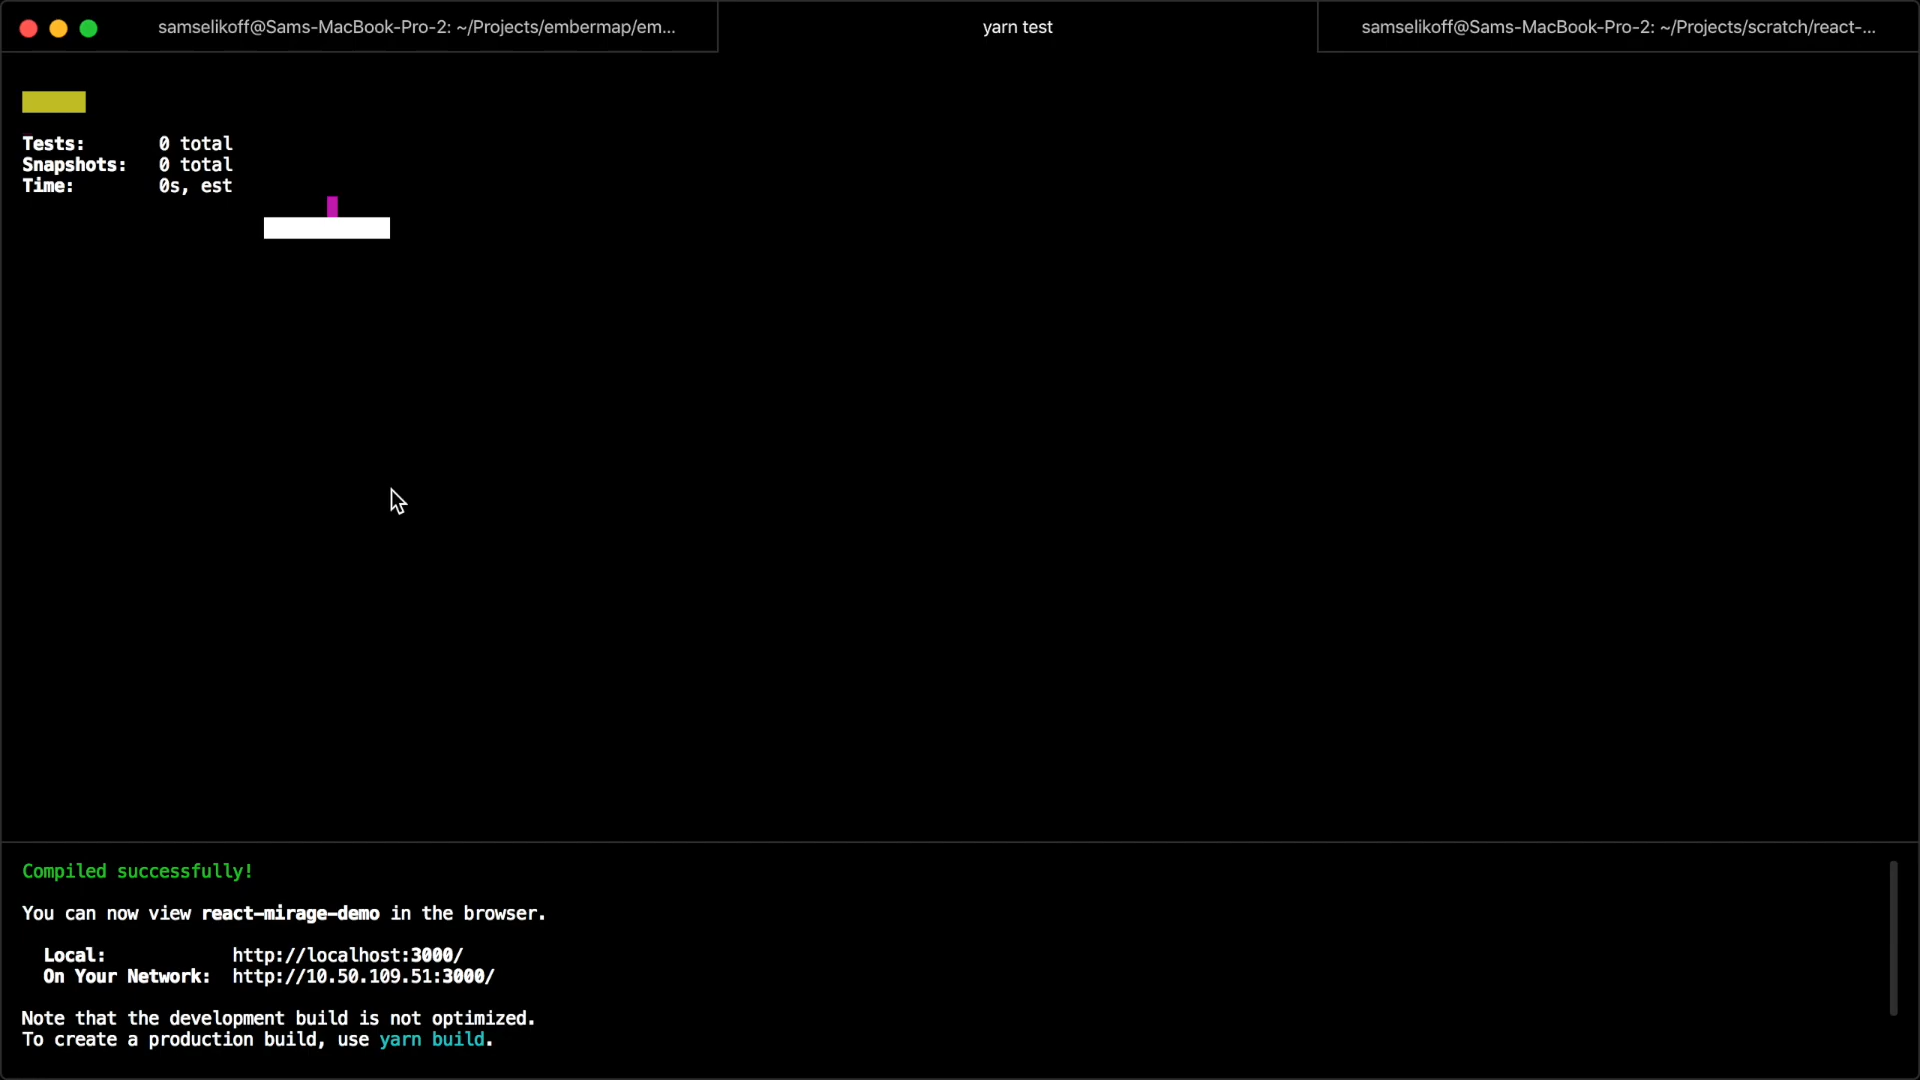 samselikoff@Sams-MacBook-Pro-2: ~/Projects/embermap/em...
yarn test
samselikoff@Sams-MacBook-Pro-2: ~/Projects/scratch/react-...
Tests: 0 total
Snapshots: 0 total
Time: 0s, est
Compiled successfully!
You can now view react-mirage-demo in the browser.
Local: http://localhost:3000/
On Your Network: http://10.50.109.51:3000/
Note that the development build is not optimized.
To create a production build, use yarn build.